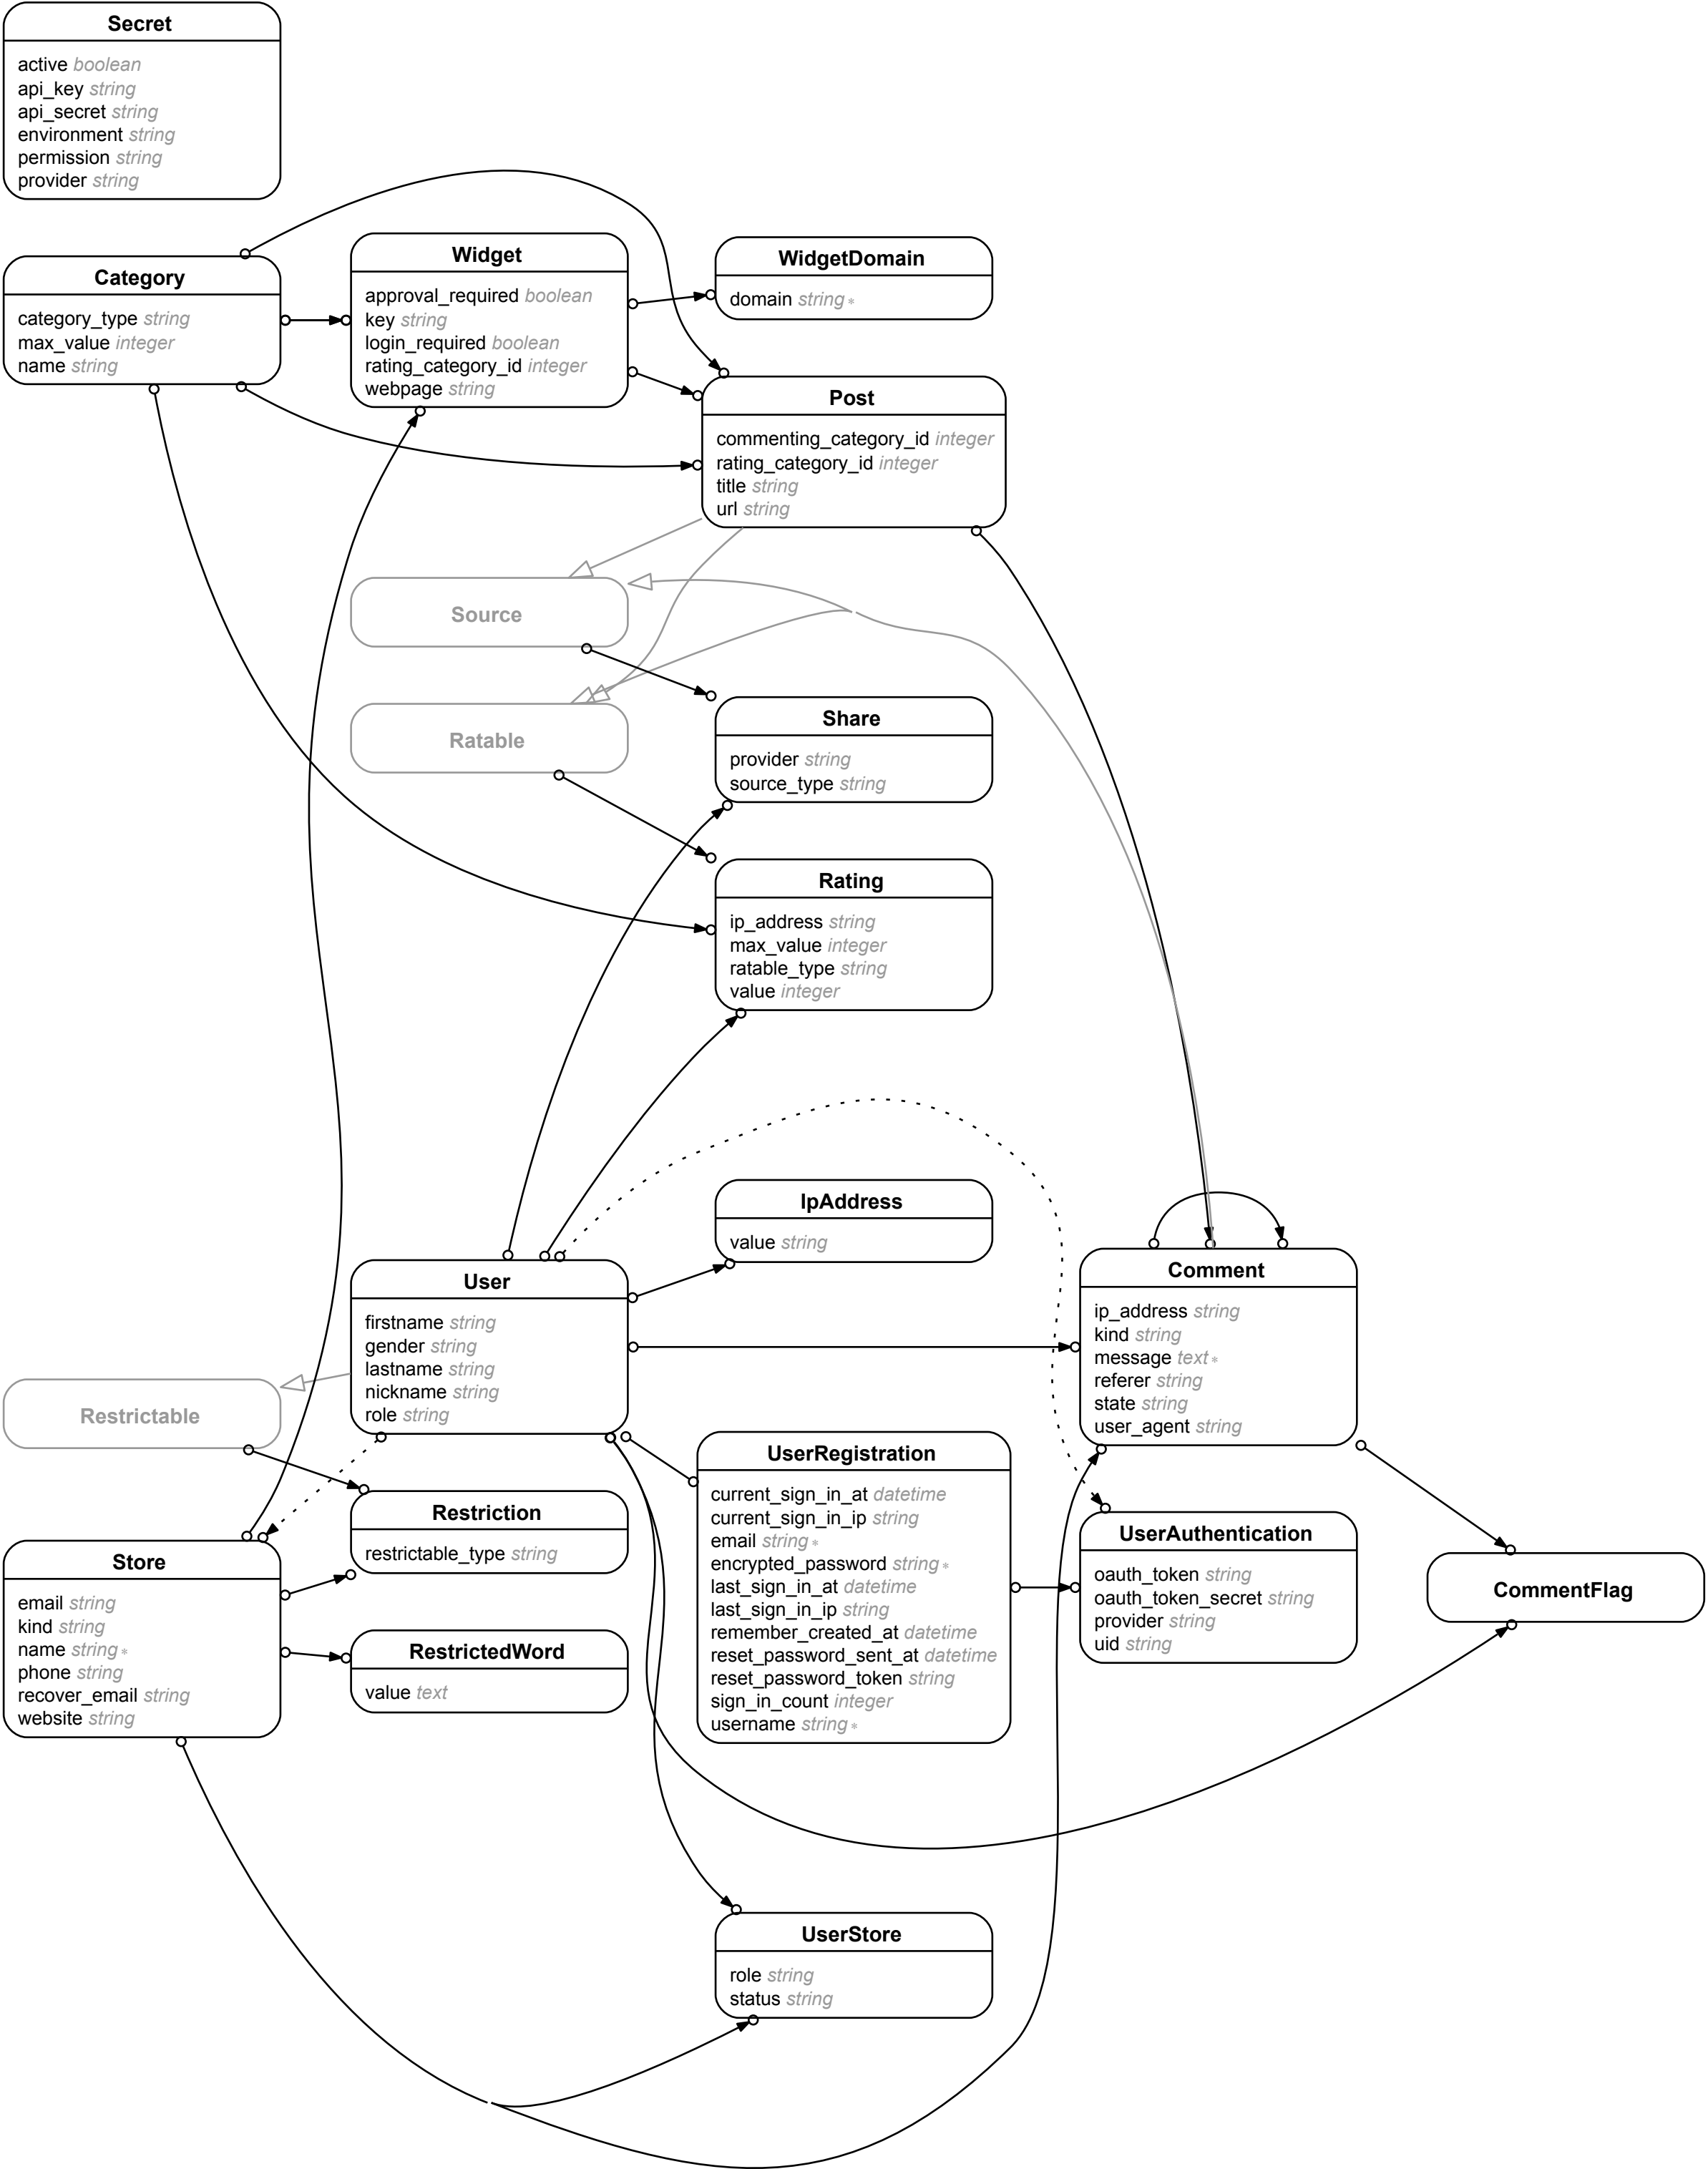 Secret
active boolean
api_key string
api_secret string
environment string
permission string
provider string
Category
category_type string
max_value integer
name string
Widget
approval_required boolean
key string
login_required boolean
rating_category_id integer
webpage string
WidgetDomain
domain string *
Post
commenting_category_id integer
rating_category_id integer
title string
url string
Source
Ratable
Share
provider string
source_type string
Rating
ip_address string
max_value integer
ratable_type string
value integer
IpAddress
value string
User
firstname string
gender string
lastname string
nickname string
role string
Comment
ip_address string
kind string
message text *
referer string
state string
user_agent string
Restrictable
UserRegistration
current_sign_in_at datetime
current_sign_in_ip string
email string *
encrypted_password string *
last_sign_in_at datetime
last_sign_in_ip string
remember_created_at datetime
reset_password_sent_at datetime
reset_password_token string
sign_in_count integer
username string *
Restriction
restrictable_type string
UserAuthentication
oauth_token string
oauth_token_secret string
provider string
uid string
CommentFlag
Store
email string
kind string
name string *
phone string
recover_email string
website string
RestrictedWord
value text
UserStore
role string
status string